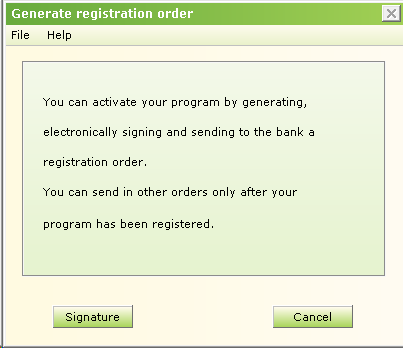 Generate registration order
File Help
You can activate your program by generating,
electronically signing and sending to the bank a
registration order.
You can send in other orders only after your
program has been registered.
Signature Cancel